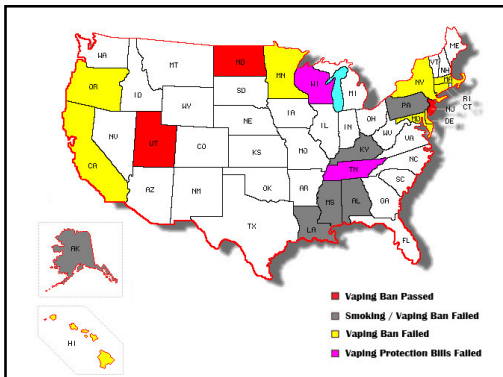 WA
MT
ND
MN
ME
VT
NH
OR
ID
WY
SD
WI
MI
NY
NV
UT
CO
NE
IA
IL
IN
OH
PA
RI
CT
NJ
DE
MD
CA
AZ
NM
KS
MO
KY
WV
VA
OK
AR
TN
NC
SC
TX
LA
MS
AL
GA
FL
AK
HI
Vaping Ban Passed
Smoking / Vaping Ban Failed
Vaping Ban Failed
Vaping Protection Bills Failed